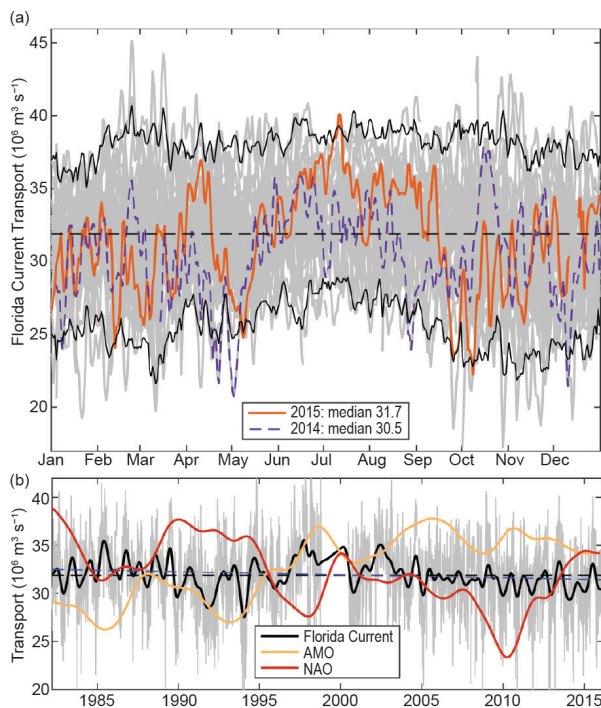 (a)
45
40
35
30
25
20
Florida Current Transport (10⁶ m³ s⁻¹)
2015: median 31.7
2014: median 30.5
Jan Feb Mar Apr May Jun Jul Aug Sep Oct Nov Dec
(b)
40
35
30
25
20
Transport (10⁶ m³ s⁻¹)
Florida Current
AMO
NAO
1985 1990 1995 2000 2005 2010 2015